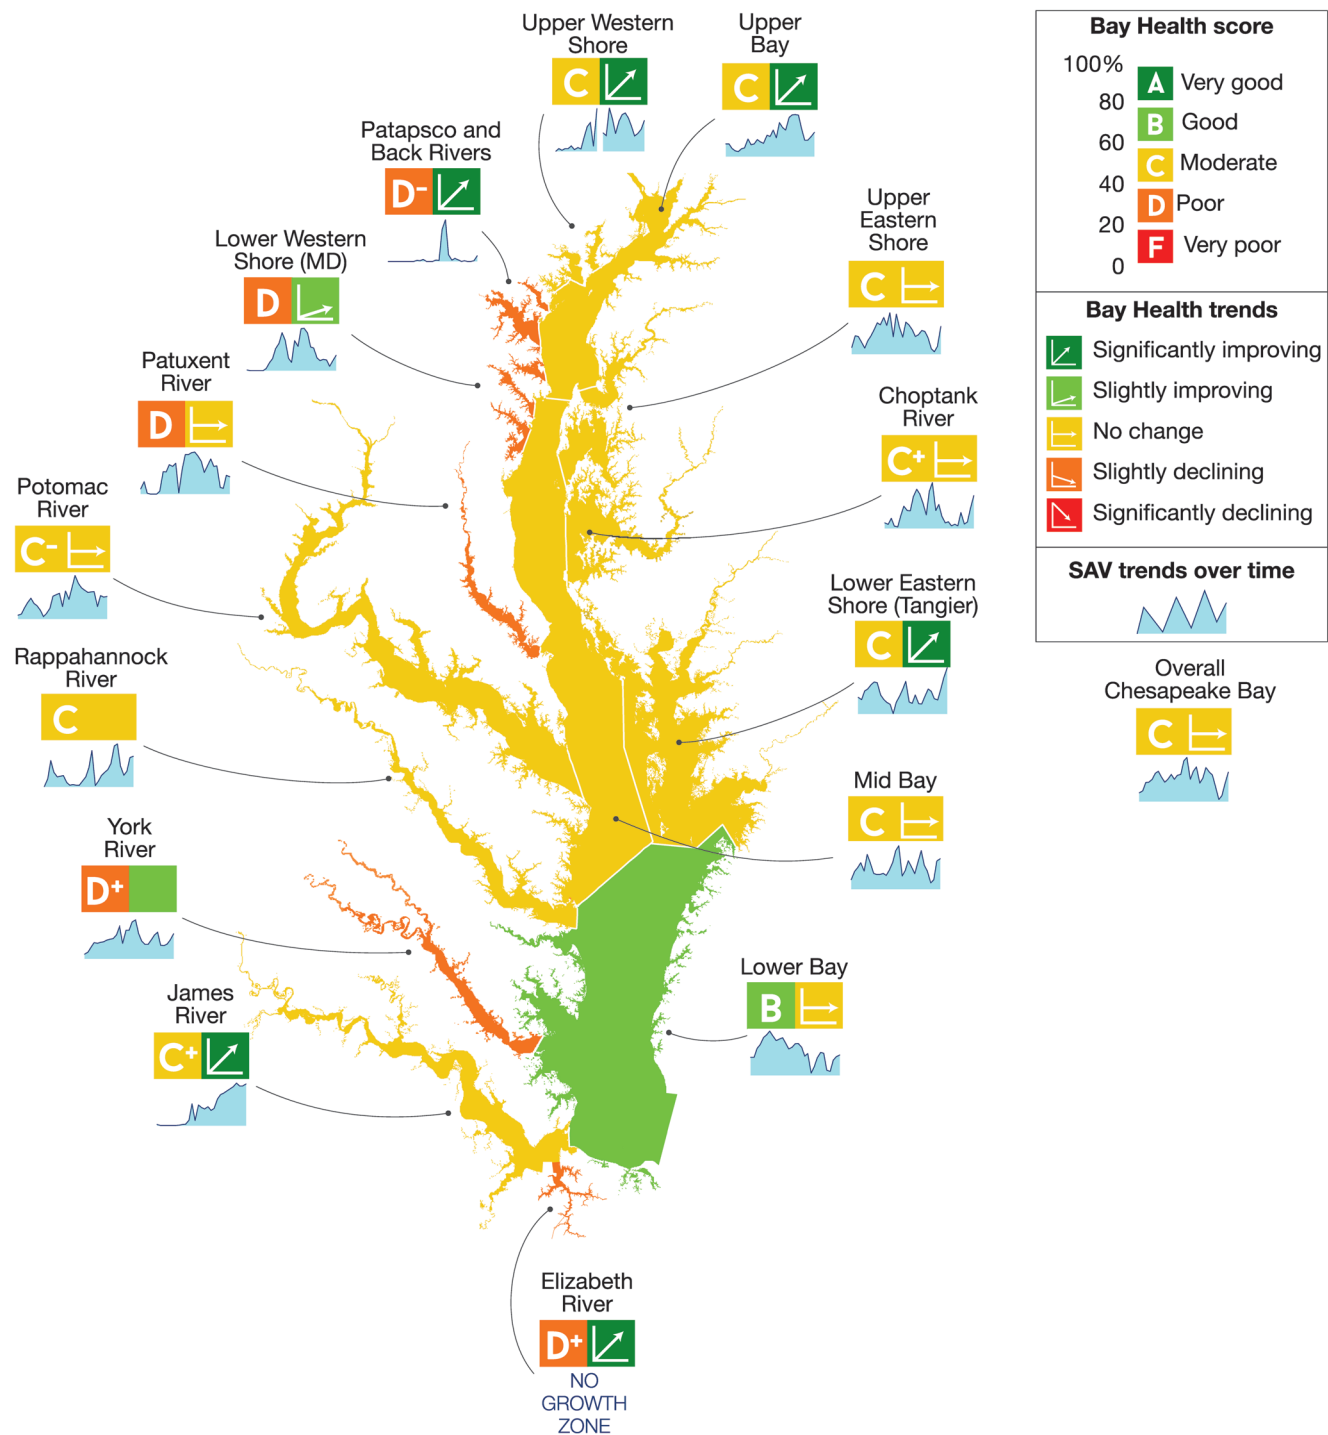 Upper Western
Shore
C
Upper
Bay
C
Patapsco and
Back Rivers
D-
Lower Western
Shore (MD)
D
Upper
Eastern
Shore
C
Patuxent
River
D
Choptank
River
C+
Potomac
River
C-
Lower Eastern
Shore (Tangier)
C
Rappahannock
River
C
Mid Bay
C
York
River
D+
Lower Bay
B
James
River
C+
Elizabeth
River
D+
NO
GROWTH
ZONE
Bay Health score
100%
A Very good
80
B Good
60
C Moderate
40
D Poor
20
F Very poor
0
Bay Health trends
Significantly improving
Slightly improving
No change
Slightly declining
Significantly declining
SAV trends over time
Overall
Chesapeake Bay
C